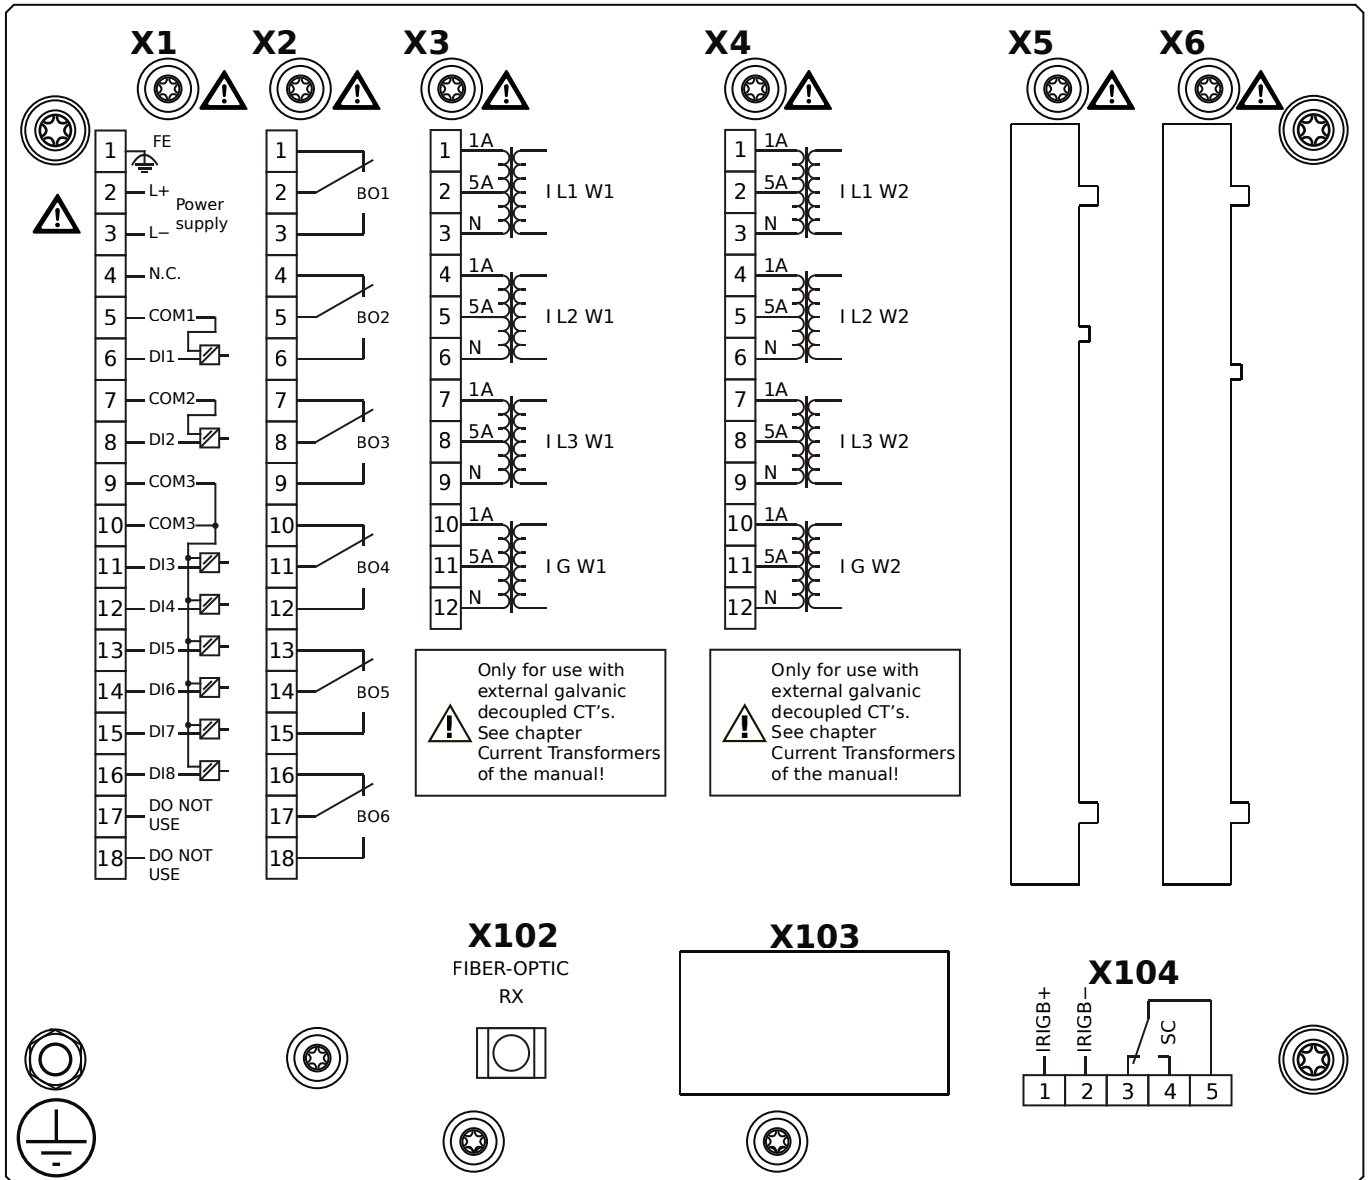 X1
X2
X3
X4
X5
X6
1
FE
2
L+
Power
supply
3
L−
4
N.C.
5
COM1
6
DI1
7
COM2
8
DI2
9
COM3
10
COM3
11
DI3
12
DI4
13
DI5
14
DI6
15
DI7
16
DI8
17
DO NOT
USE
18
DO NOT
USE
1
2
BO1
3
4
5
BO2
6
7
8
BO3
9
10
11
BO4
12
13
14
BO5
15
16
17
BO6
18
1
1A
2
5A
I L1 W1
3
N
4
1A
5
5A
I L2 W1
6
N
7
1A
8
5A
I L3 W1
9
N
10
1A
11
5A
I G W1
12
N
Only for use with
external galvanic
decoupled CT's.
See chapter
Current Transformers
of the manual!
1
1A
2
5A
I L1 W2
3
N
4
1A
5
5A
I L2 W2
6
N
7
1A
8
5A
I L3 W2
9
N
10
1A
11
5A
I G W2
12
N
Only for use with
external galvanic
decoupled CT's.
See chapter
Current Transformers
of the manual!
X102
FIBER-OPTIC
RX
X103
X104
IRIGB+
IRIGB−
SC
1 2 3 4 5